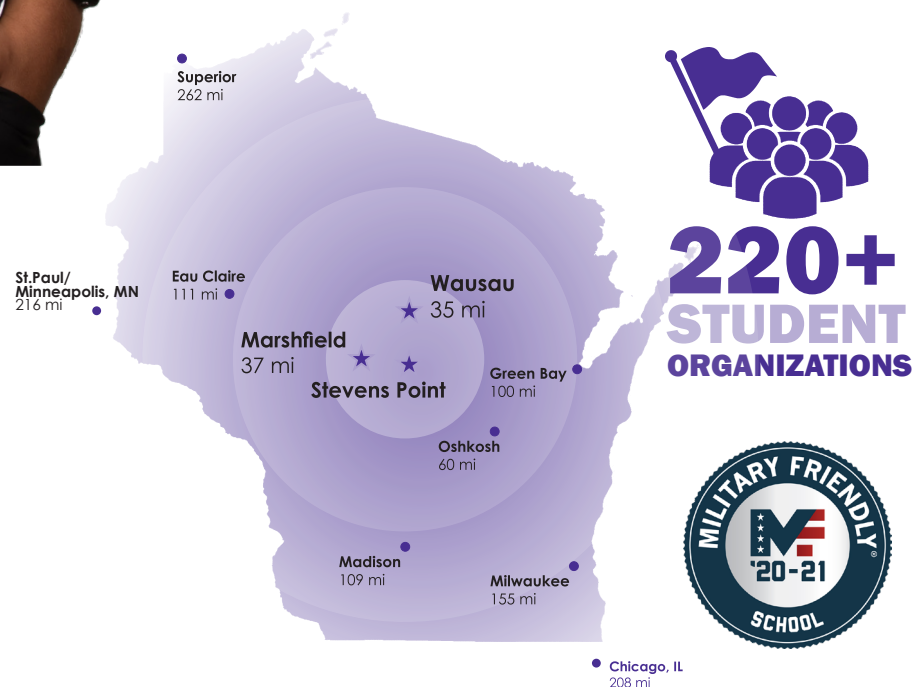 Superior
262 mi
St.Paul/
Minneapolis, MN
216 mi
Eau Claire
111 mi
Wausau
35 mi
Marshfield
37 mi
Stevens Point
Green Bay
100 mi
Oshkosh
60 mi
Madison
109 mi
Milwaukee
155 mi
Chicago, IL
208 mi
220+
STUDENT
ORGANIZATIONS
MILITARY FRIENDLY®
MF
'20-21
SCHOOL